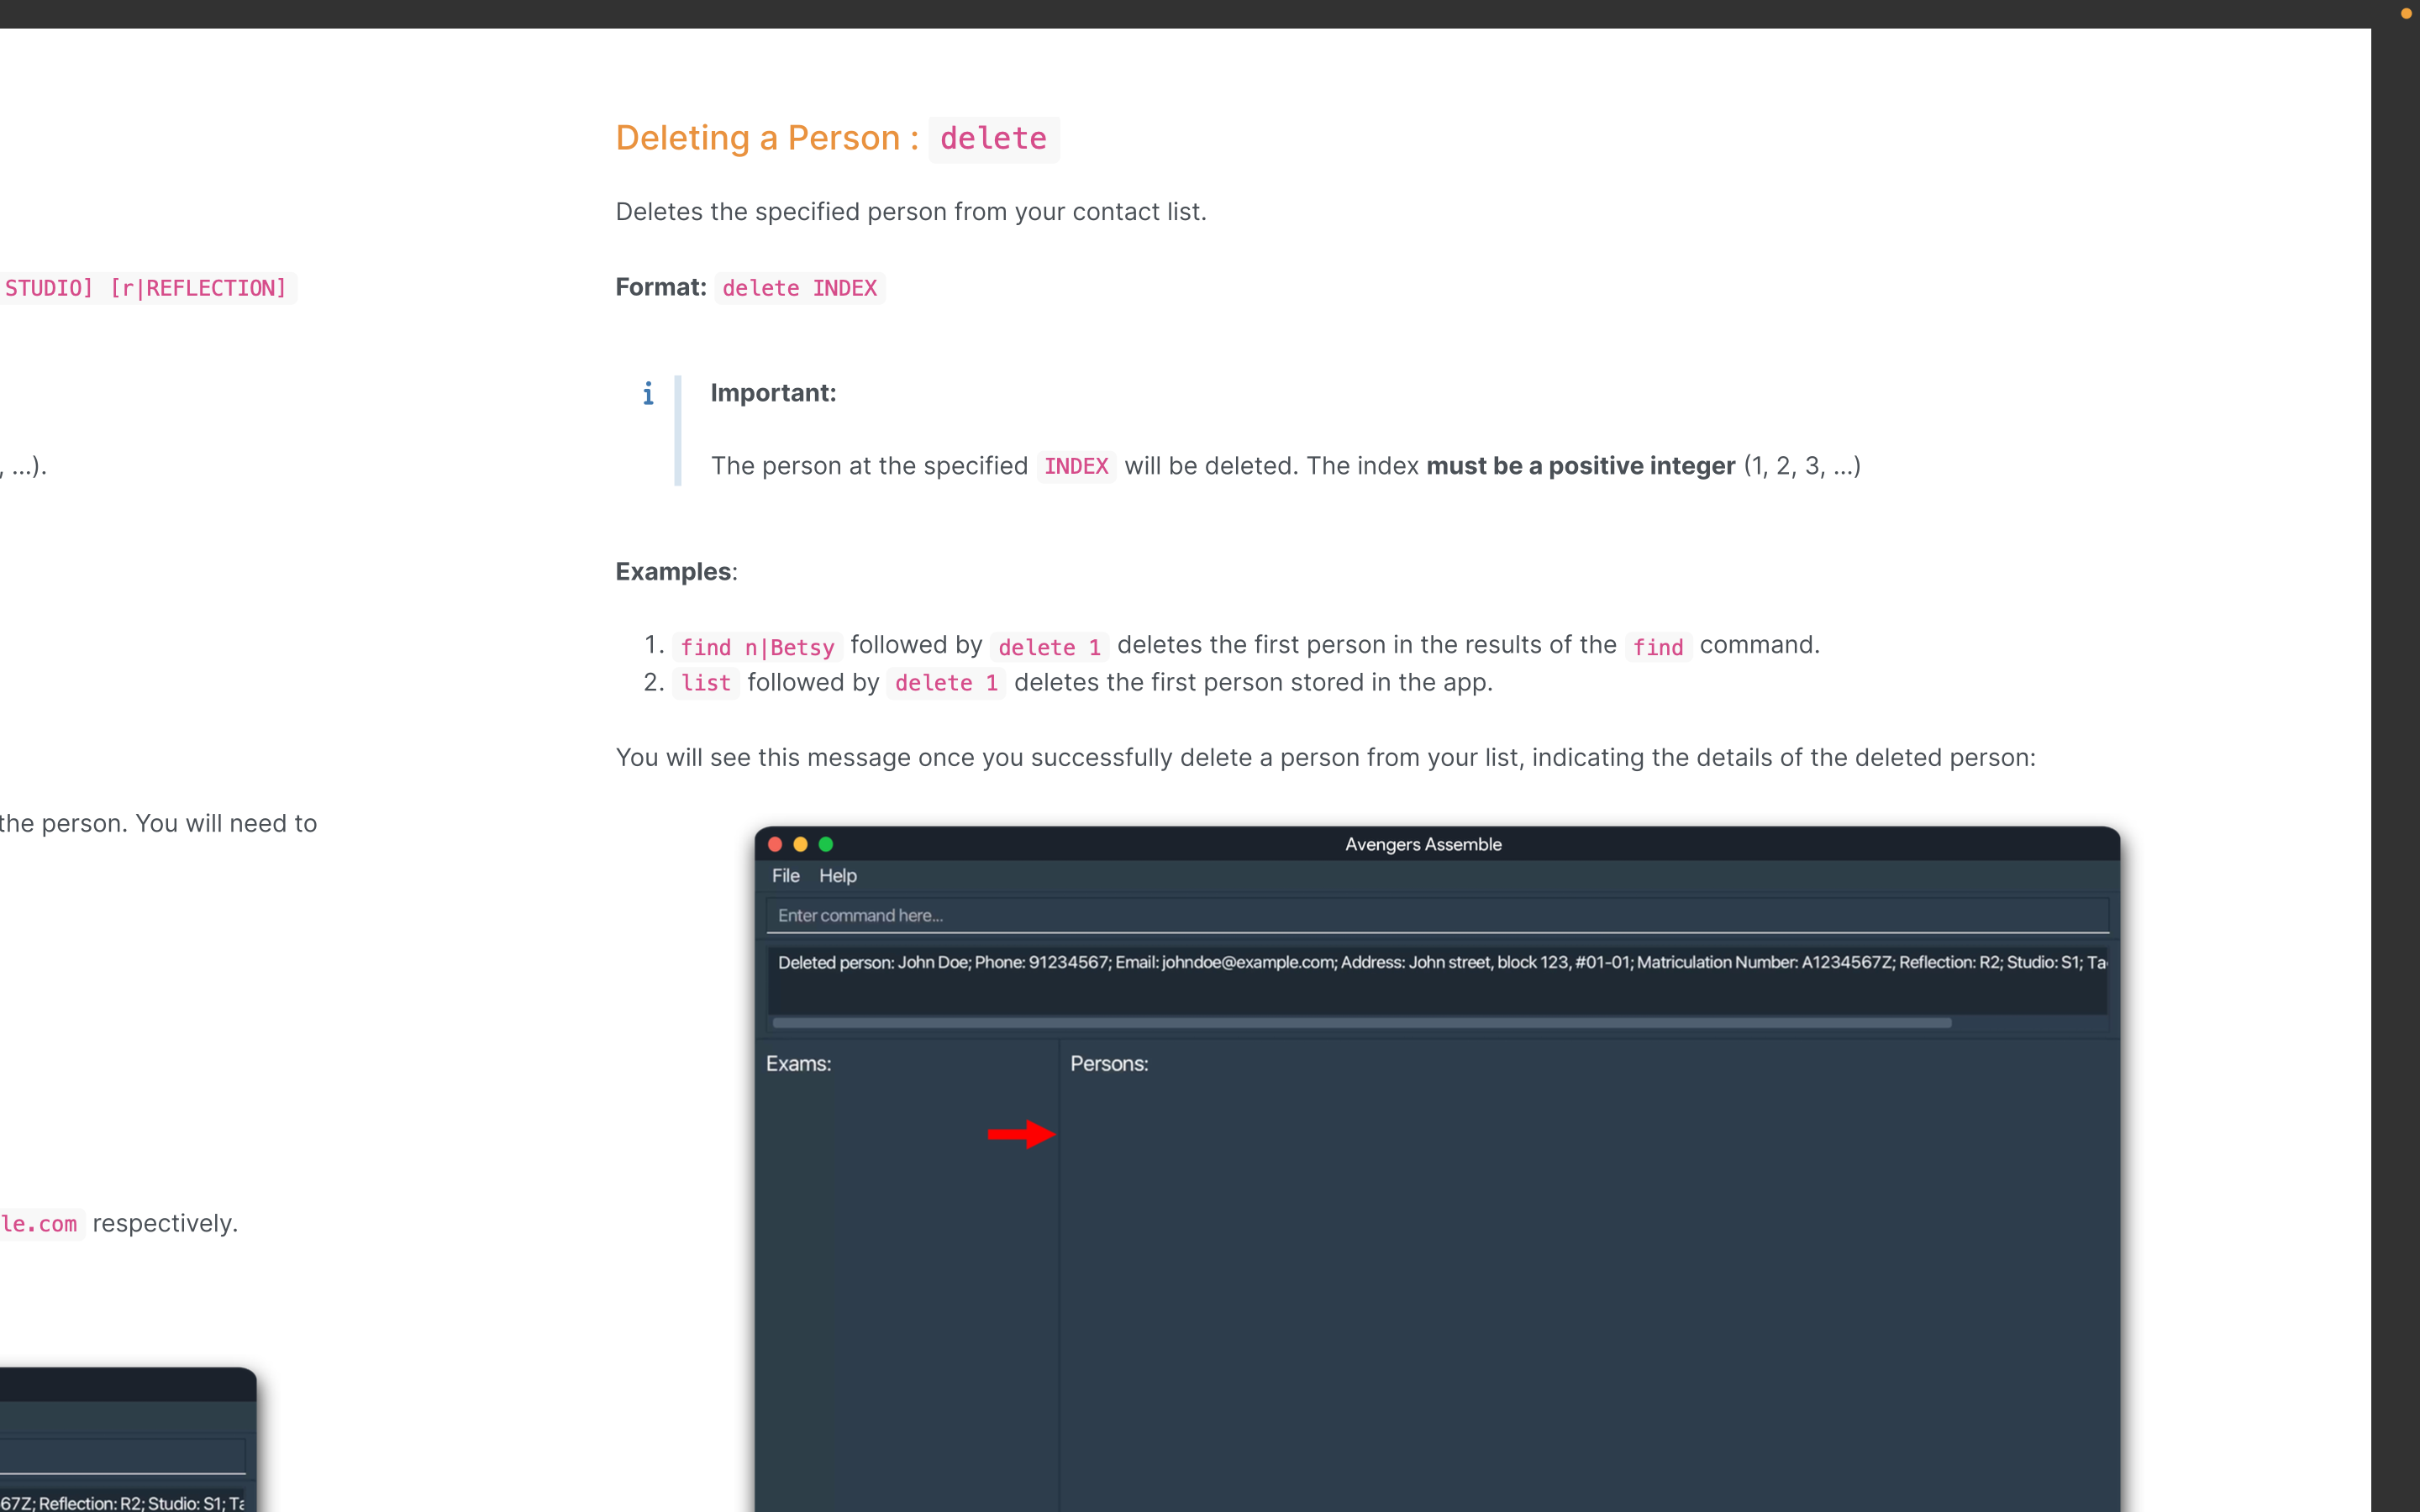 STUDIO] [r|REFLECTION]
, ...).
the person. You will need to
le.com respectively.
67Z; Reflection: R2; Studio: S1;
Deleting a Person : delete
Deletes the specified person from your contact list.
Format: delete INDEX
i Important:
The person at the specified INDEX will be deleted. The index must be a positive integer (1, 2, 3, ...)
Examples:
1. find n|Betsy followed by delete 1 deletes the first person in the results of the find command.
2. list followed by delete 1 deletes the first person stored in the app.
You will see this message once you successfully delete a person from your list, indicating the details of the deleted person:
Avengers Assemble
File Help
Enter command here...
Deleted person: John Doe; Phone: 91234567; Email: johndoe@example.com; Address: John street, block 123, #01-01; Matriculation Number: A1234567Z; Reflection: R2; Studio: S1;
Exams: Persons: